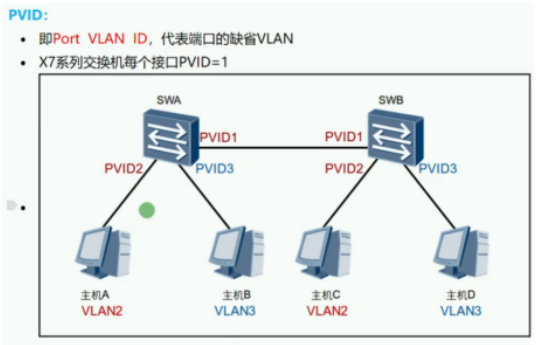 PVID:
即Port VLAN ID，代表端口的缺省VLAN
X7系列交换机每个接口PVID=1
SWA SWB
PVID1 PVID1
PVID2 PVID3 PVID2 PVID3
主机A 主机B 主机C 主机D
VLAN2 VLAN3 VLAN2 VLAN3